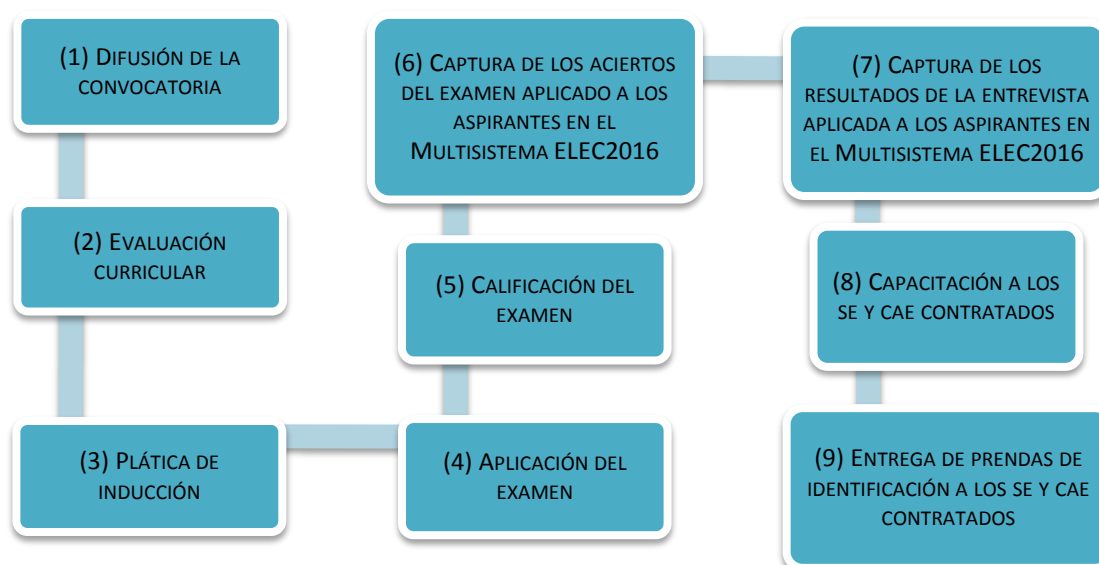 (1) Difusión de la
convocatoria
(2) Evaluación
curricular
(3) Plática de
inducción
(4) Aplicación del
examen
(5) Calificación del
examen
(6) Captura de los aciertos
del examen aplicado a los
aspirantes en el
Multisistema ELEC2016
(7) Captura de los
resultados de la entrevista
aplicada a los aspirantes en
el Multisistema ELEC2016
(8) Capacitación a los
SE y CAE contratados
(9) Entrega de prendas de
identificación a los SE y CAE
contratados